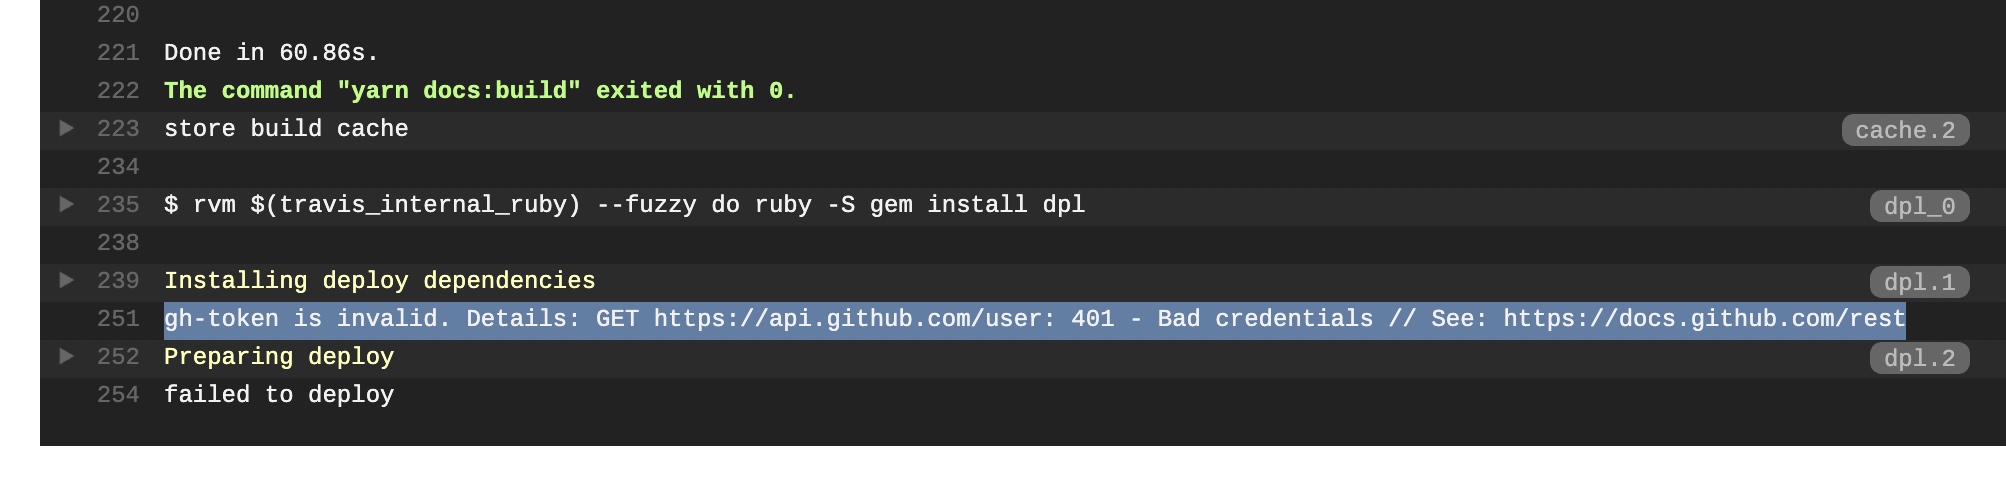 220
221 Done in 60.86s.
222 The command "yarn docs:build" exited with 0.
223 store build cache cache.2
234
235 $ rvm $(travis_internal_ruby) --fuzzy do ruby -S gem install dpl dpl_0
238
239 Installing deploy dependencies dpl.1
251 gh-token is invalid. Details: GET https://api.github.com/user: 401 - Bad credentials // See: https://docs.github.com/rest
252 Preparing deploy dpl.2
254 failed to deploy